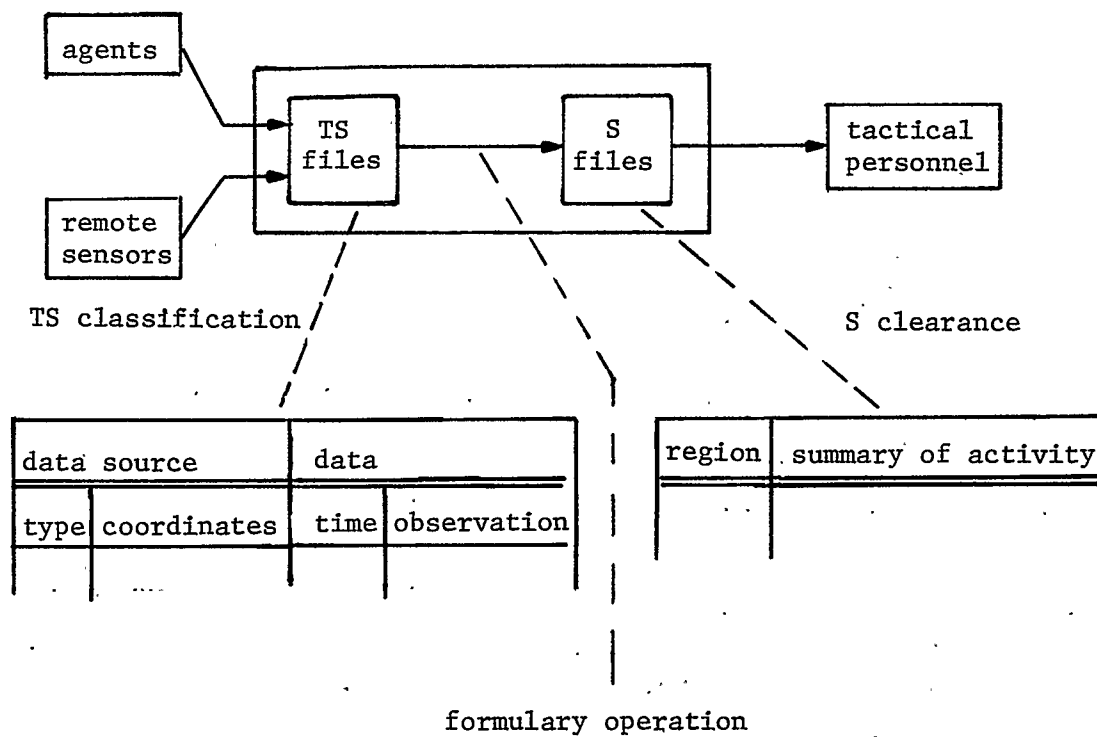 agents
TS
files
S
files
tactical
personnel
remote
sensors
TS classification
S clearance
data source
data
region
summary of activity
type
coordinates
time
observation
formulary operation